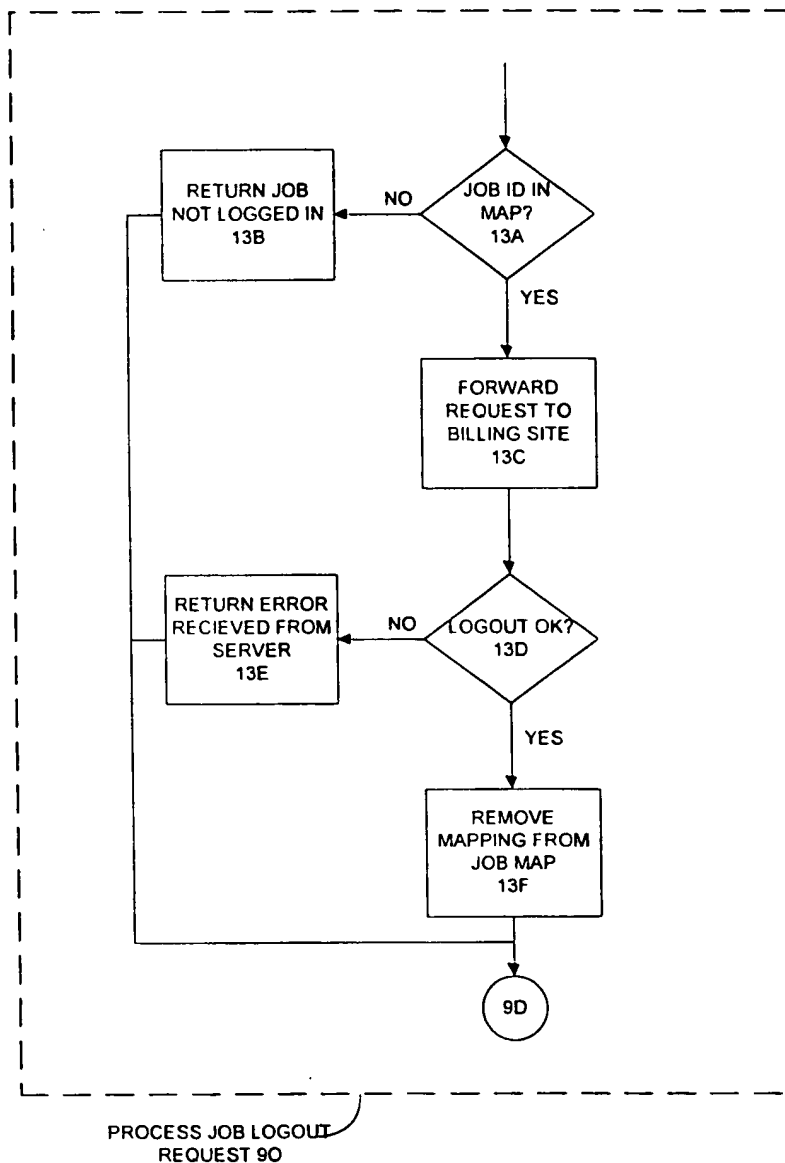 JOB ID IN
MAP?
13A
NO
RETURN JOB
NOT LOGGED IN
13B
YES
FORWARD
REQUEST TO
BILLING SITE
13C
LOGOUT OK?
13D
NO
RETURN ERROR
RECIEVED FROM
SERVER
13E
YES
REMOVE
MAPPING FROM
JOB MAP
13F
9D
PROCESS JOB LOGOUT
REQUEST 9O